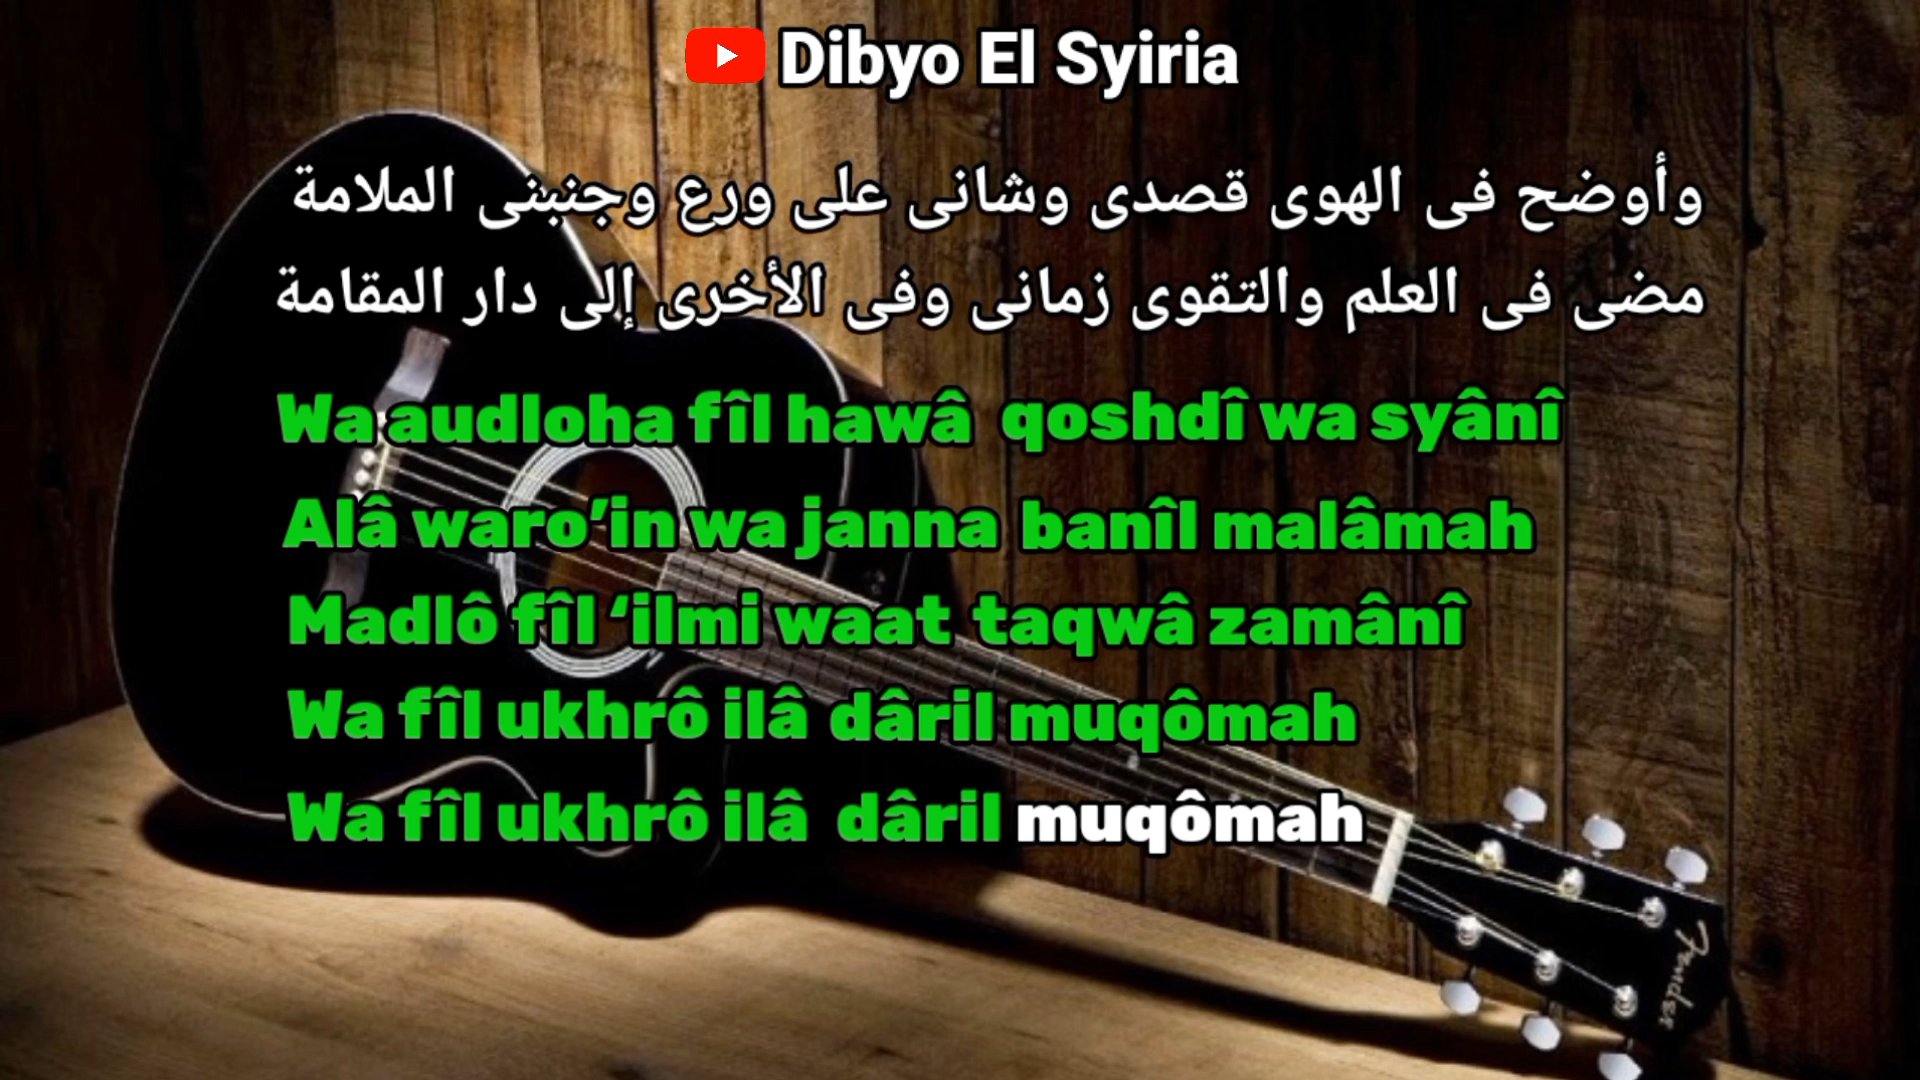 Dibyo El Syiria
وأوضح فى الهوى قصدى وشانى على ورع وجنبنى الملامة
مضى فى العلم والتقوى زمانى وفى الأخرى إلى دار المقامة
Wa audloha fîl hawâ qoshdî wa syânî
Alâ waro’in wa janna banîl malâmah
Madlô fîl ‘ilmi waat taqwâ zamânî
Wa fîl ukhrô ilâ dâril muqômah
Wa fîl ukhrô ilâ dâril muqômah
Fender